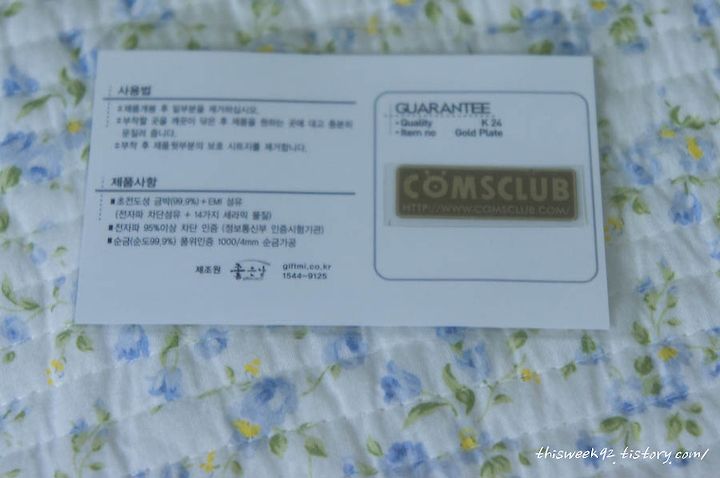 사용법
제품개봉 후 밑부분을 제거하십시오.
부착할 곳을 깨끗이 닦은 후 제품을 원하는 곳에 대고 충분히
문질러 줍니다.
부착 후 제품윗부분의 보호 시트지를 제거합니다.
제품사항
■초전도성 금박(99.9%)+EMI 섬유
(전자파 차단섬유 + 14가지 세라믹 물질)
■전자파 95%이상 차단 인증 (정보통신부 인증시험기관)
■순금(순도99.9%) 품위인증 1000/4mm 순금가공
제조원 좋은날 giftmi.co.kr
1544-9125
GUARANTEE
- Quality K 24
- Item no Gold Plate
COMSCLUB
HTTP://WWW.COMSCLUB.COM/
thisweek92.tistory.com/